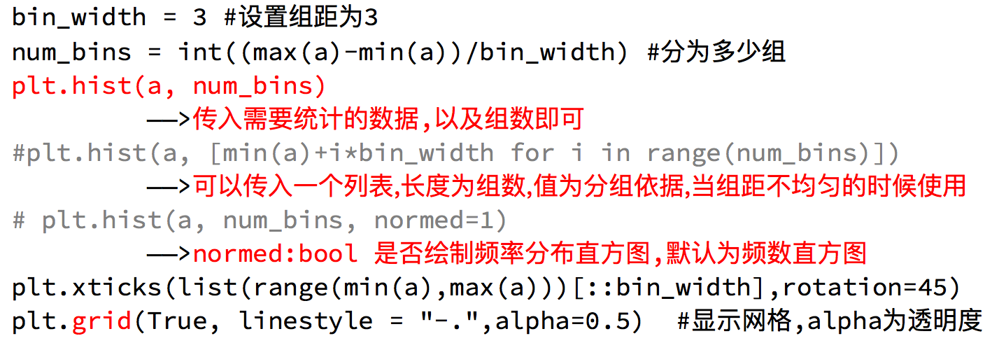 bin_width = 3 #设置组距为3
num_bins = int((max(a)-min(a))/bin_width) #分为多少组
plt.hist(a, num_bins)
——>传入需要统计的数据,以及组数即可
#plt.hist(a, [min(a)+i*bin_width for i in range(num_bins)])
——>可以传入一个列表,长度为组数,值为分组依据,当组距不均匀的时候使用
# plt.hist(a, num_bins, normed=1)
——>normed:bool 是否绘制频率分布直方图,默认为频数直方图
plt.xticks(list(range(min(a),max(a)))[::bin_width],rotation=45)
plt.grid(True, linestyle = "-.",alpha=0.5) #显示网格,alpha为透明度